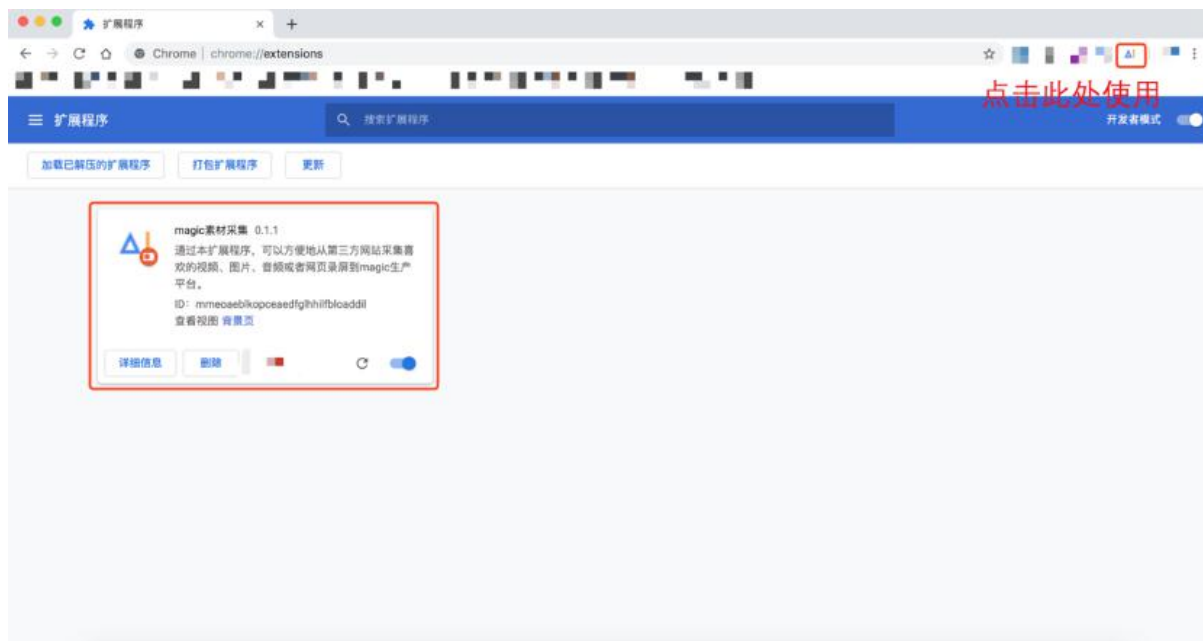 扩展程序
Chrome | chrome://extensions
点击此处使用
扩展程序
搜索扩展程序
开发者模式
加载已解压的扩展程序
打包扩展程序
更新
magic素材采集 0.1.1
通过本扩展程序，可以方便地从第三方网站采集喜
欢的视频、图片、音频或者网页录屏到magic生产
平台。
ID：
查看视图 背景页
详细信息
删除